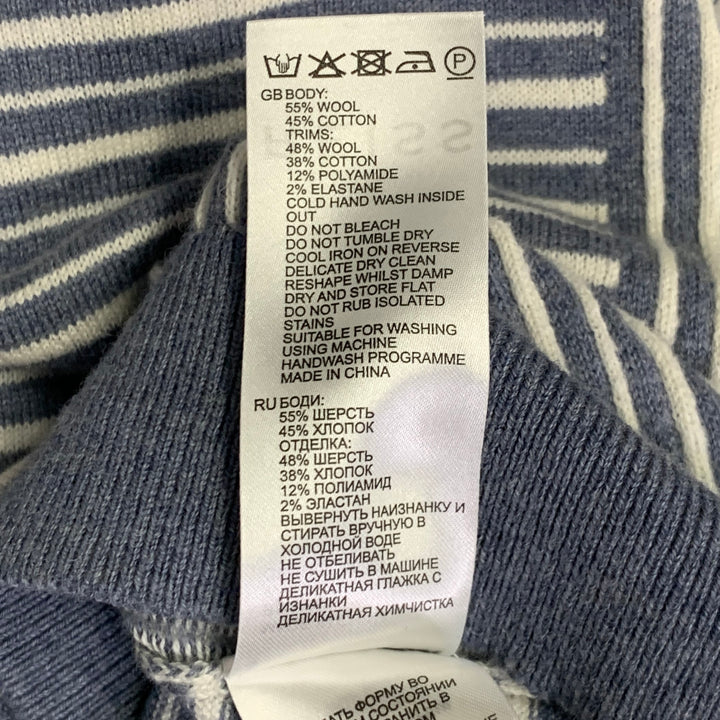 P
GB BODY:
55% WOOL
45% COTTON
TRIMS:
48% WOOL
38% COTTON
12% POLYAMIDE
2% ELASTANE
COLD HAND WASH INSIDE
OUT
DO NOT BLEACH
DO NOT TUMBLE DRY
COOL IRON ON REVERSE
DELICATE DRY CLEAN
RESHAPE WHILST DAMP
DRY AND STORE FLAT
DO NOT RUB ISOLATED
STAINS
SUITABLE FOR WASHING
USING MACHINE
HANDWASH PROGRAMME
MADE IN CHINA
RU БОДИ:
55% ШЕРСТЬ
45% ХЛОПОК
ОТДЕЛКА:
48% ШЕРСТЬ
38% ХЛОПОК
12% ПОЛИАМИД
2% ЭЛАСТАН
ВЫВЕРНУТЬ НАИЗНАНКУ И
СТИРАТЬ ВРУЧНУЮ В
ХОЛОДНОЙ ВОДЕ
НЕ ОТБЕЛИВАТЬ
НЕ СУШИТЬ В МАШИНЕ
ДЕЛИКАТНАЯ ГЛАЖКА С
ИЗНАНКИ
ДЕЛИКАТНАЯ ХИМЧИСТКА
ФОРМУ ВО
СОСТОЯНИИ
В